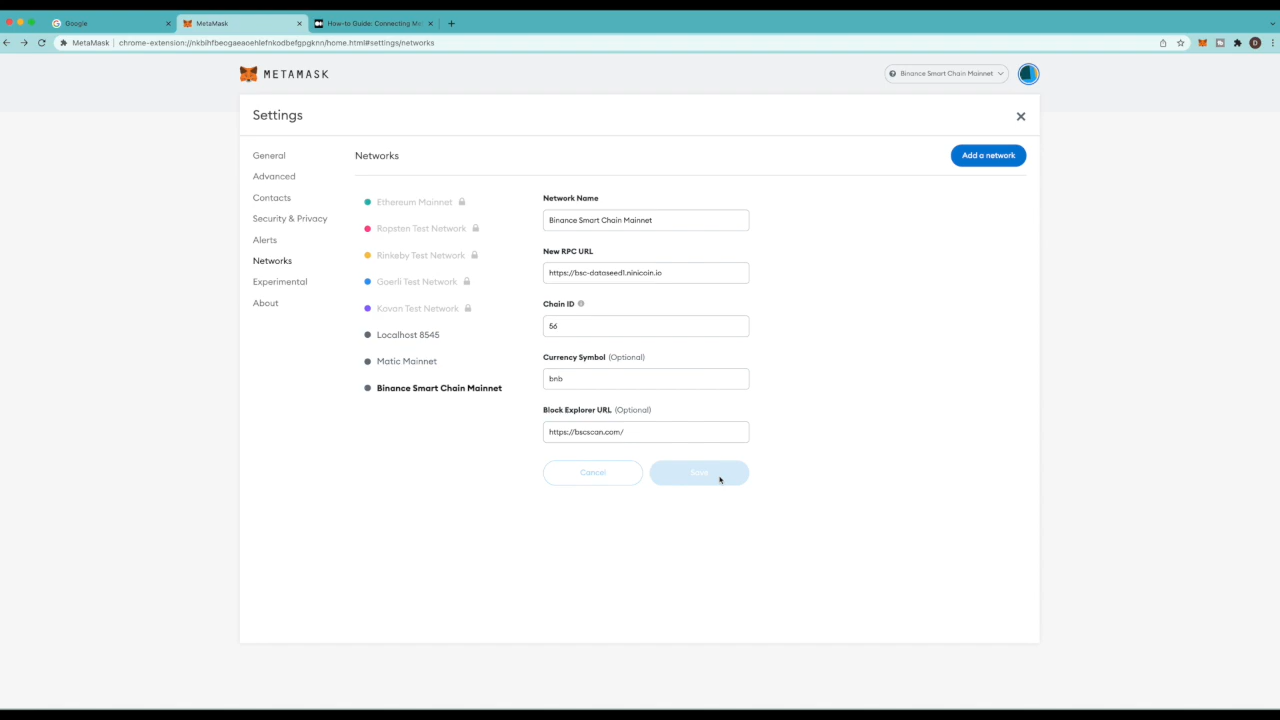 Google
MetaMask
How-to Guide: Connecting Me
MetaMask
chrome-extension://nkbihfbeogaeaoehlefnkodbefgpgknn/home.html#settings/networks
D
METAMASK
Binance Smart Chain Mainnet
Settings
General
Advanced
Contacts
Security & Privacy
Alerts
Networks
Experimental
About
Networks
Add a network
Ethereum Mainnet
Ropsten Test Network
Rinkeby Test Network
Goerli Test Network
Kovan Test Network
Localhost 8545
Matic Mainnet
Binance Smart Chain Mainnet
Network Name
Binance Smart Chain Mainnet
New RPC URL
https://bsc-dataseed1.ninicoin.io
Chain ID
56
Currency Symbol (Optional)
bnb
Block Explorer URL (Optional)
https://bscscan.com/
Cancel
Save